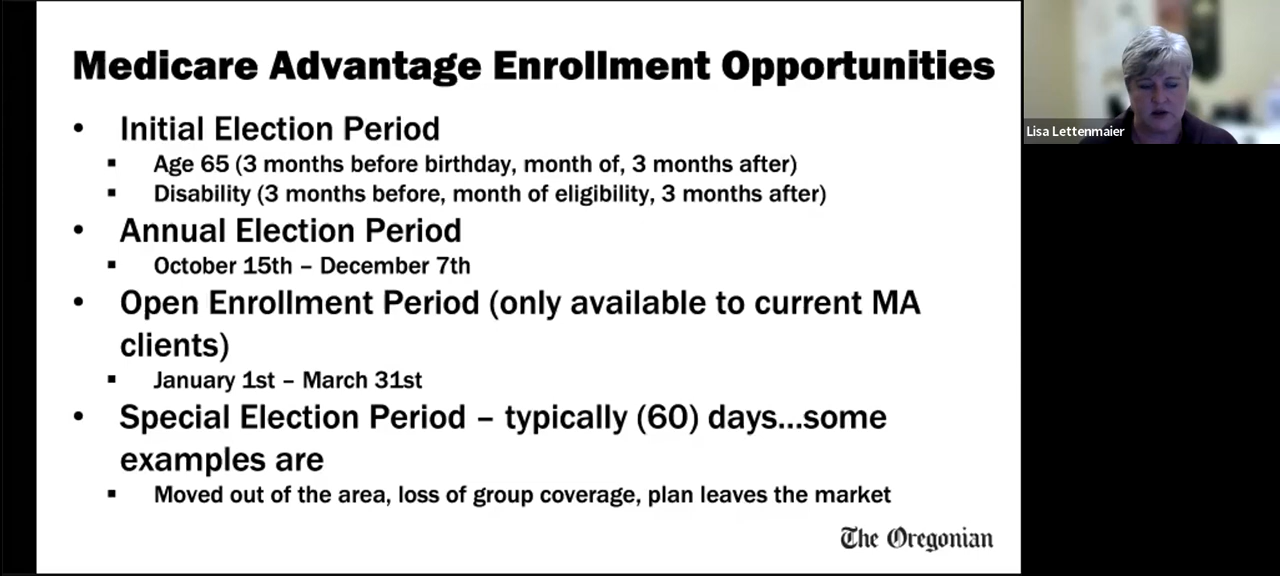 Medicare Advantage Enrollment Opportunities
• Initial Election Period
▪ Age 65 (3 months before birthday, month of, 3 months after)
▪ Disability (3 months before, month of eligibility, 3 months after)
• Annual Election Period
▪ October 15th – December 7th
• Open Enrollment Period (only available to current MA
clients)
▪ January 1st – March 31st
• Special Election Period – typically (60) days...some
examples are
▪ Moved out of the area, loss of group coverage, plan leaves the market
The Oregonian
Lisa Lettenmaier